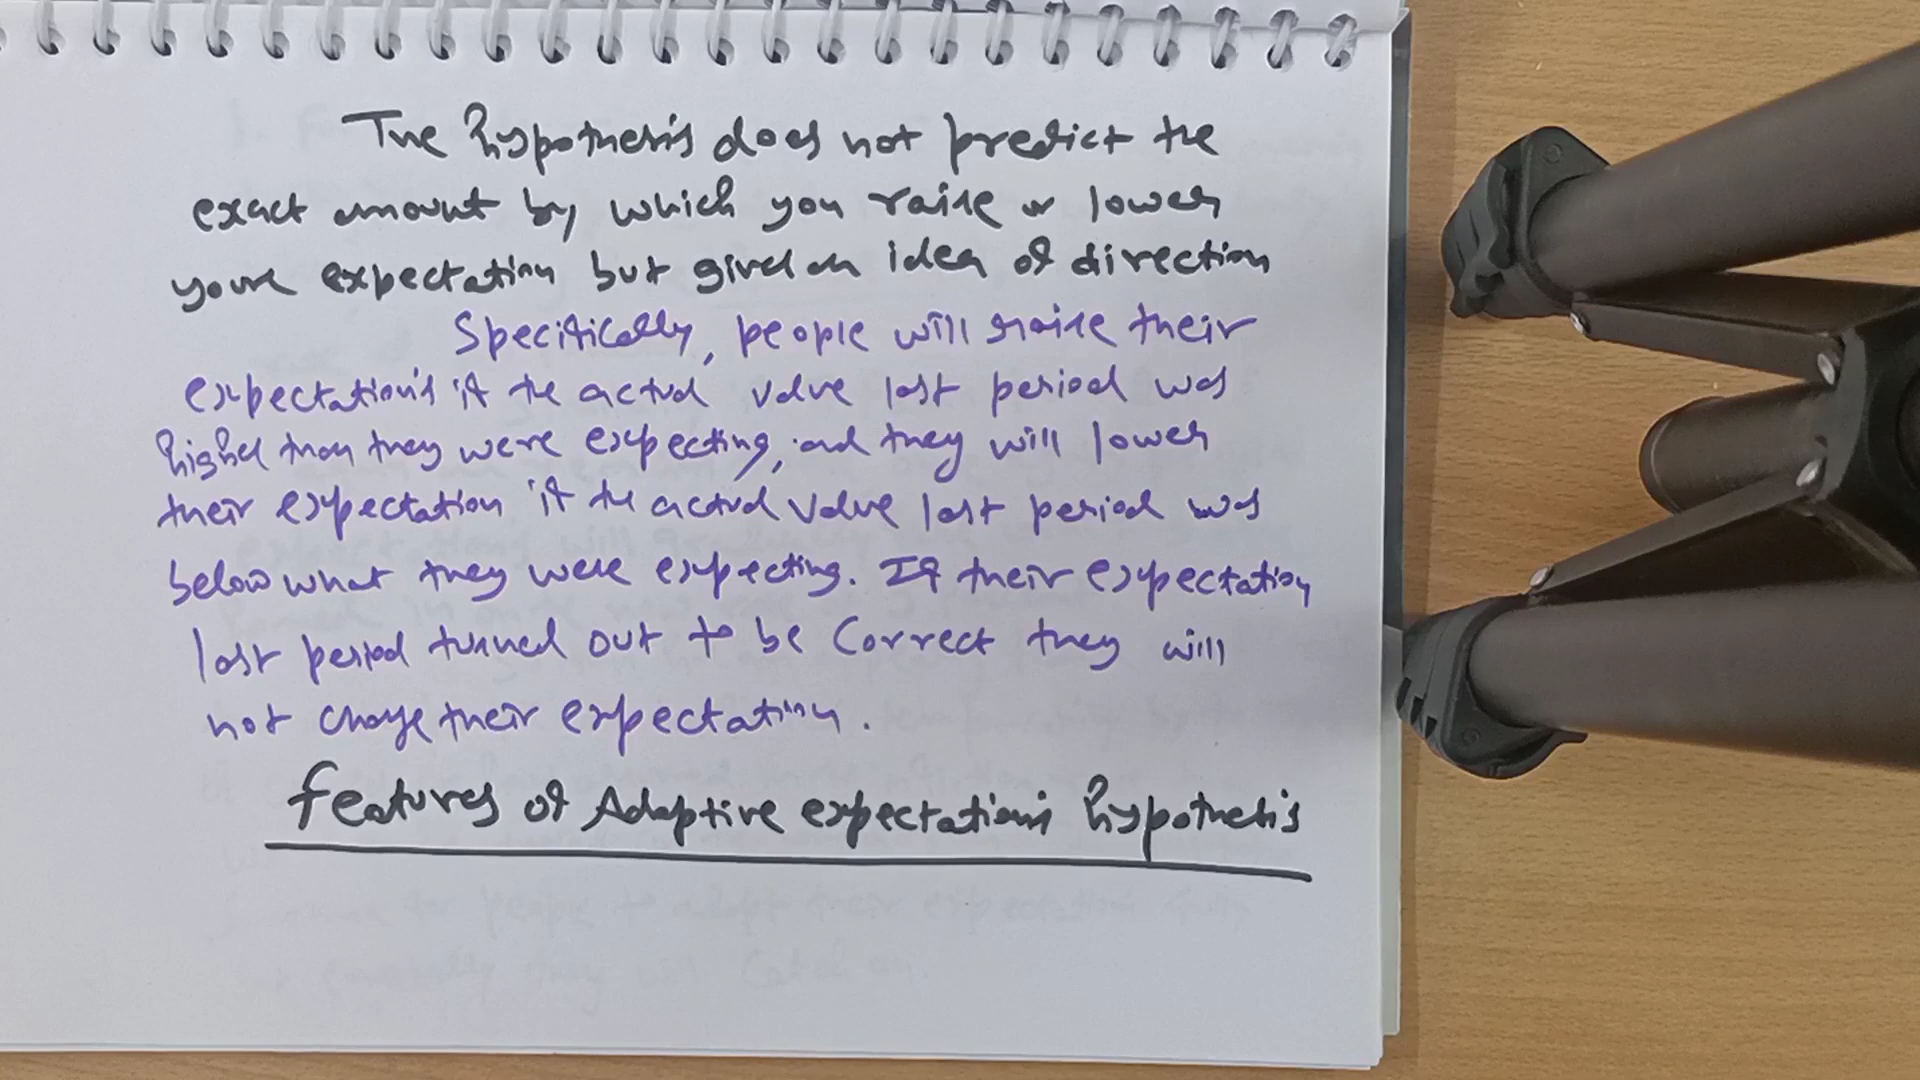 The hypothesis does not predict the
exact amount by which you raise or lower
your expectation but gives an idea of direction
Specifically, people will raise their
expectations if the actual value last period was
higher than they were expecting, and they will lower
their expectation if the actual value last period was
below what they were expecting. If their expectation
last period turned out to be correct they will
not change their expectation.
features of Adaptive expectations hypothesis